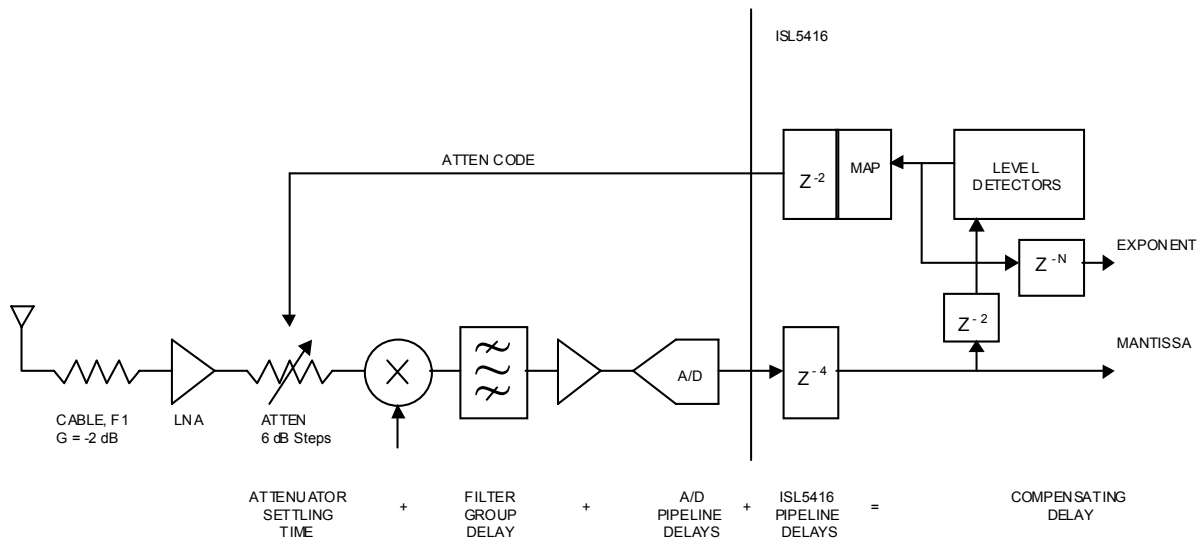 ISL5416
ATTEN CODE
Z-2
MAP
LEVEL
DETECTORS
EXPONENT
Z-N
Z-2
MANTISSA
A/D
Z-4
CABLE, F1
G = -2 dB
LNA
ATTEN
6 dB Steps
ATTENUATOR
SETTLING
TIME
+
FILTER
GROUP
DELAY
+
A/D
PIPELINE
DELAYS
+
ISL5416
PIPELINE
DELAYS
=
COMPENSATING
DELAY